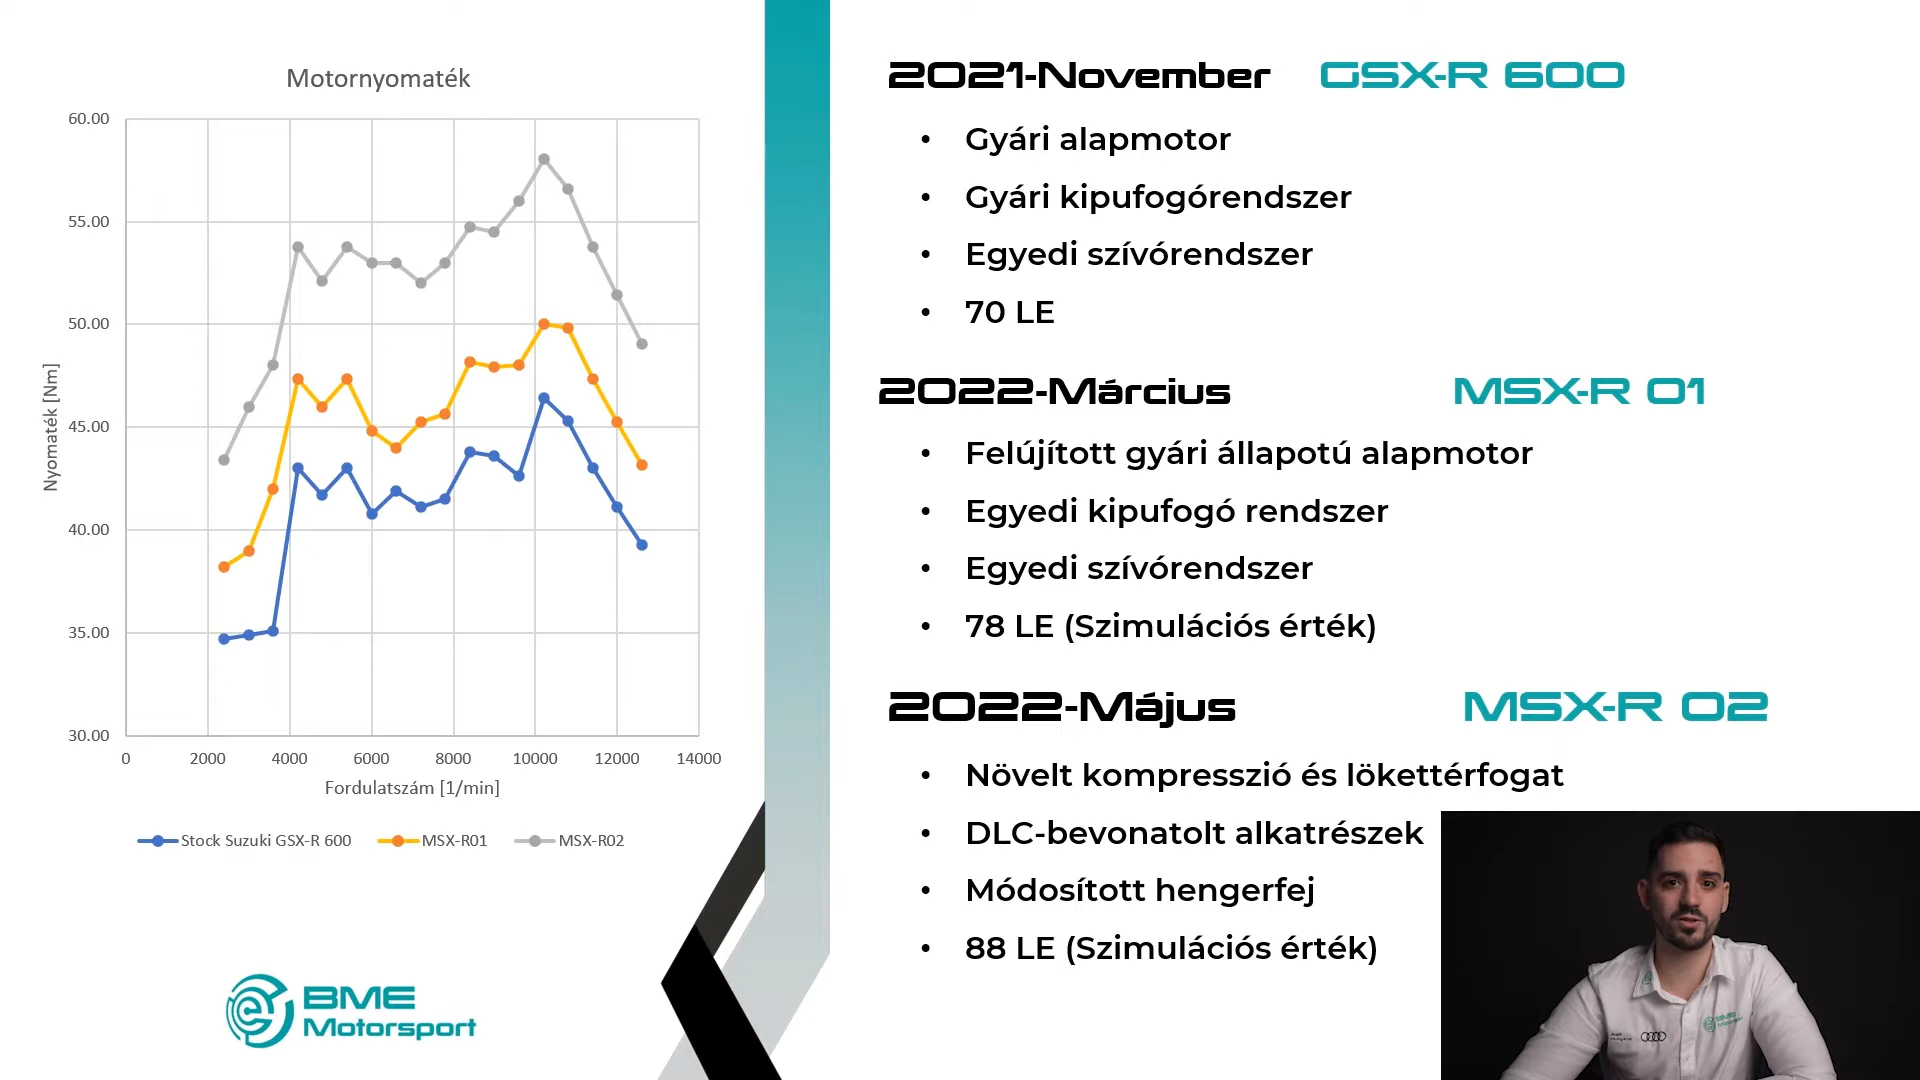 Motornyomaték
60.00
55.00
50.00
45.00
40.00
35.00
30.00
Nyomaték [Nm]
0 2000 4000 6000 8000 10000 12000 14000
Fordulatszám [1/min]
Stock Suzuki GSX-R 600 MSX-R01 MSX-R02
BME
Motorsport
2021-November GSX-R 600
• Gyári alapmotor
• Gyári kipufogórendszer
• Egyedi szívórendszer
• 70 LE
2022-Március MSX-R 01
• Felújított gyári állapotú alapmotor
• Egyedi kipufogó rendszer
• Egyedi szívórendszer
• 78 LE (Szimulációs érték)
2022-Május MSX-R 02
• Növelt kompresszió és lökettérfogat
• DLC-bevonatolt alkatrészek
• Módosított hengerfej
• 88 LE (Szimulációs érték)